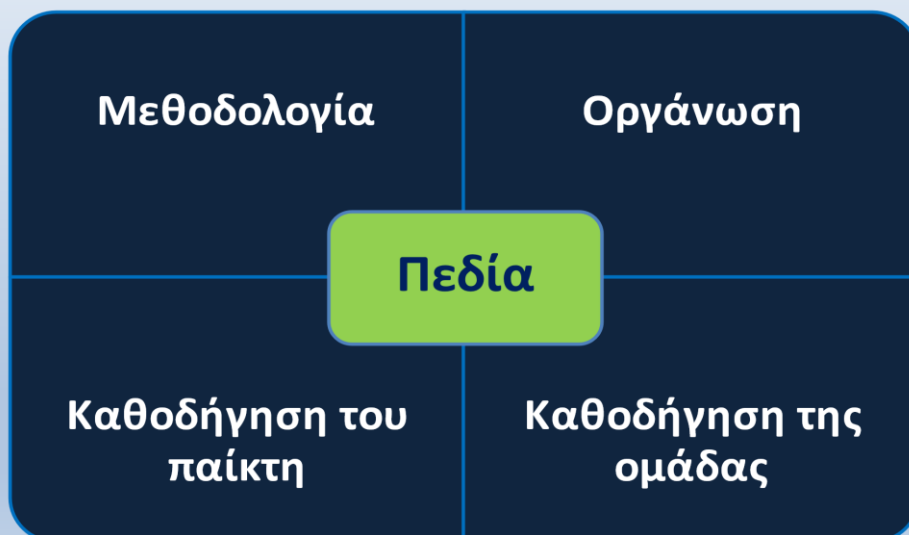 Μεθοδολογία
Οργάνωση
Πεδία
Καθοδήγηση του
παίκτη
Καθοδήγηση της
ομάδας